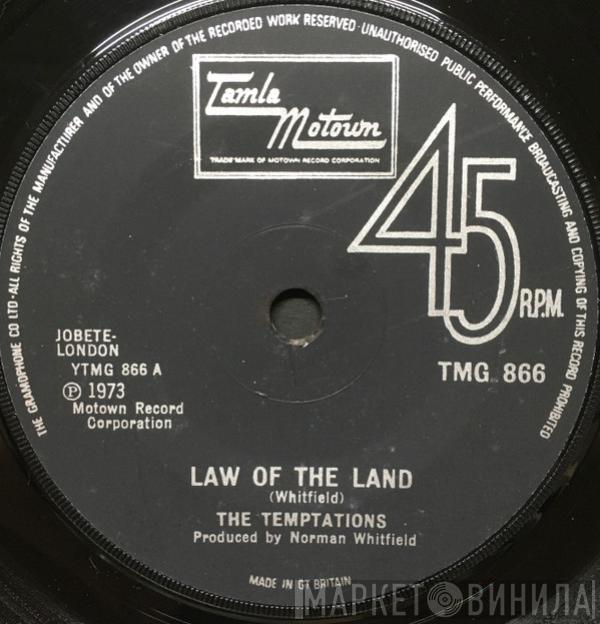 THE GRAMOPHONE CO LTD·ALL RIGHTS OF THE MANUFACTURER AND OF THE OWNER OF THE RECORDED WORK RESERVED·UNAUTHORISED PUBLIC PERFORMANCE BROADCASTING AND COPYING OF THIS RECORD PROHIBITED
Tamla
Motown
TRADE MARK OF MOTOWN RECORD CORPORATION
45 R.P.M.
JOBETE-
LONDON
YTMG 866 A
Ⓟ 1973
Motown Record
Corporation
TMG 866
LAW OF THE LAND
(Whitfield)
THE TEMPTATIONS
Produced by Norman Whitfield
MADE IN GT BRITAIN
МАРКЕТ ВИНИЛА